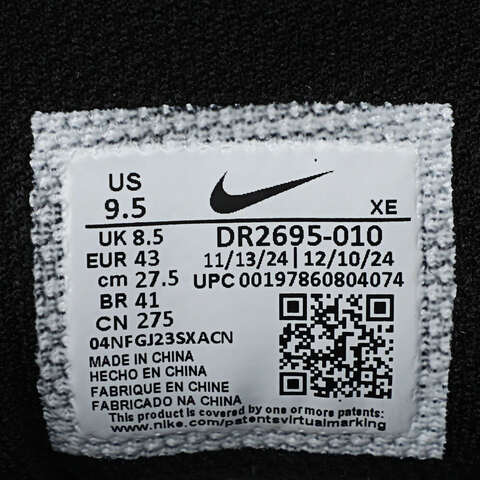 US
9.5
XE
UK 8.5
DR2695-010
EUR 43
11/13/24 | 12/10/24
cm 27.5
UPC 00197860804074
BR 41
CN 275
04NFGJ23SXACN
MADE IN CHINA
HECHO EN CHINA
FABRIQUE EN CHINE
FABRICADO NA CHINA
This product is covered by one or more patents:
www.nike.com/patentsvirtualmarking